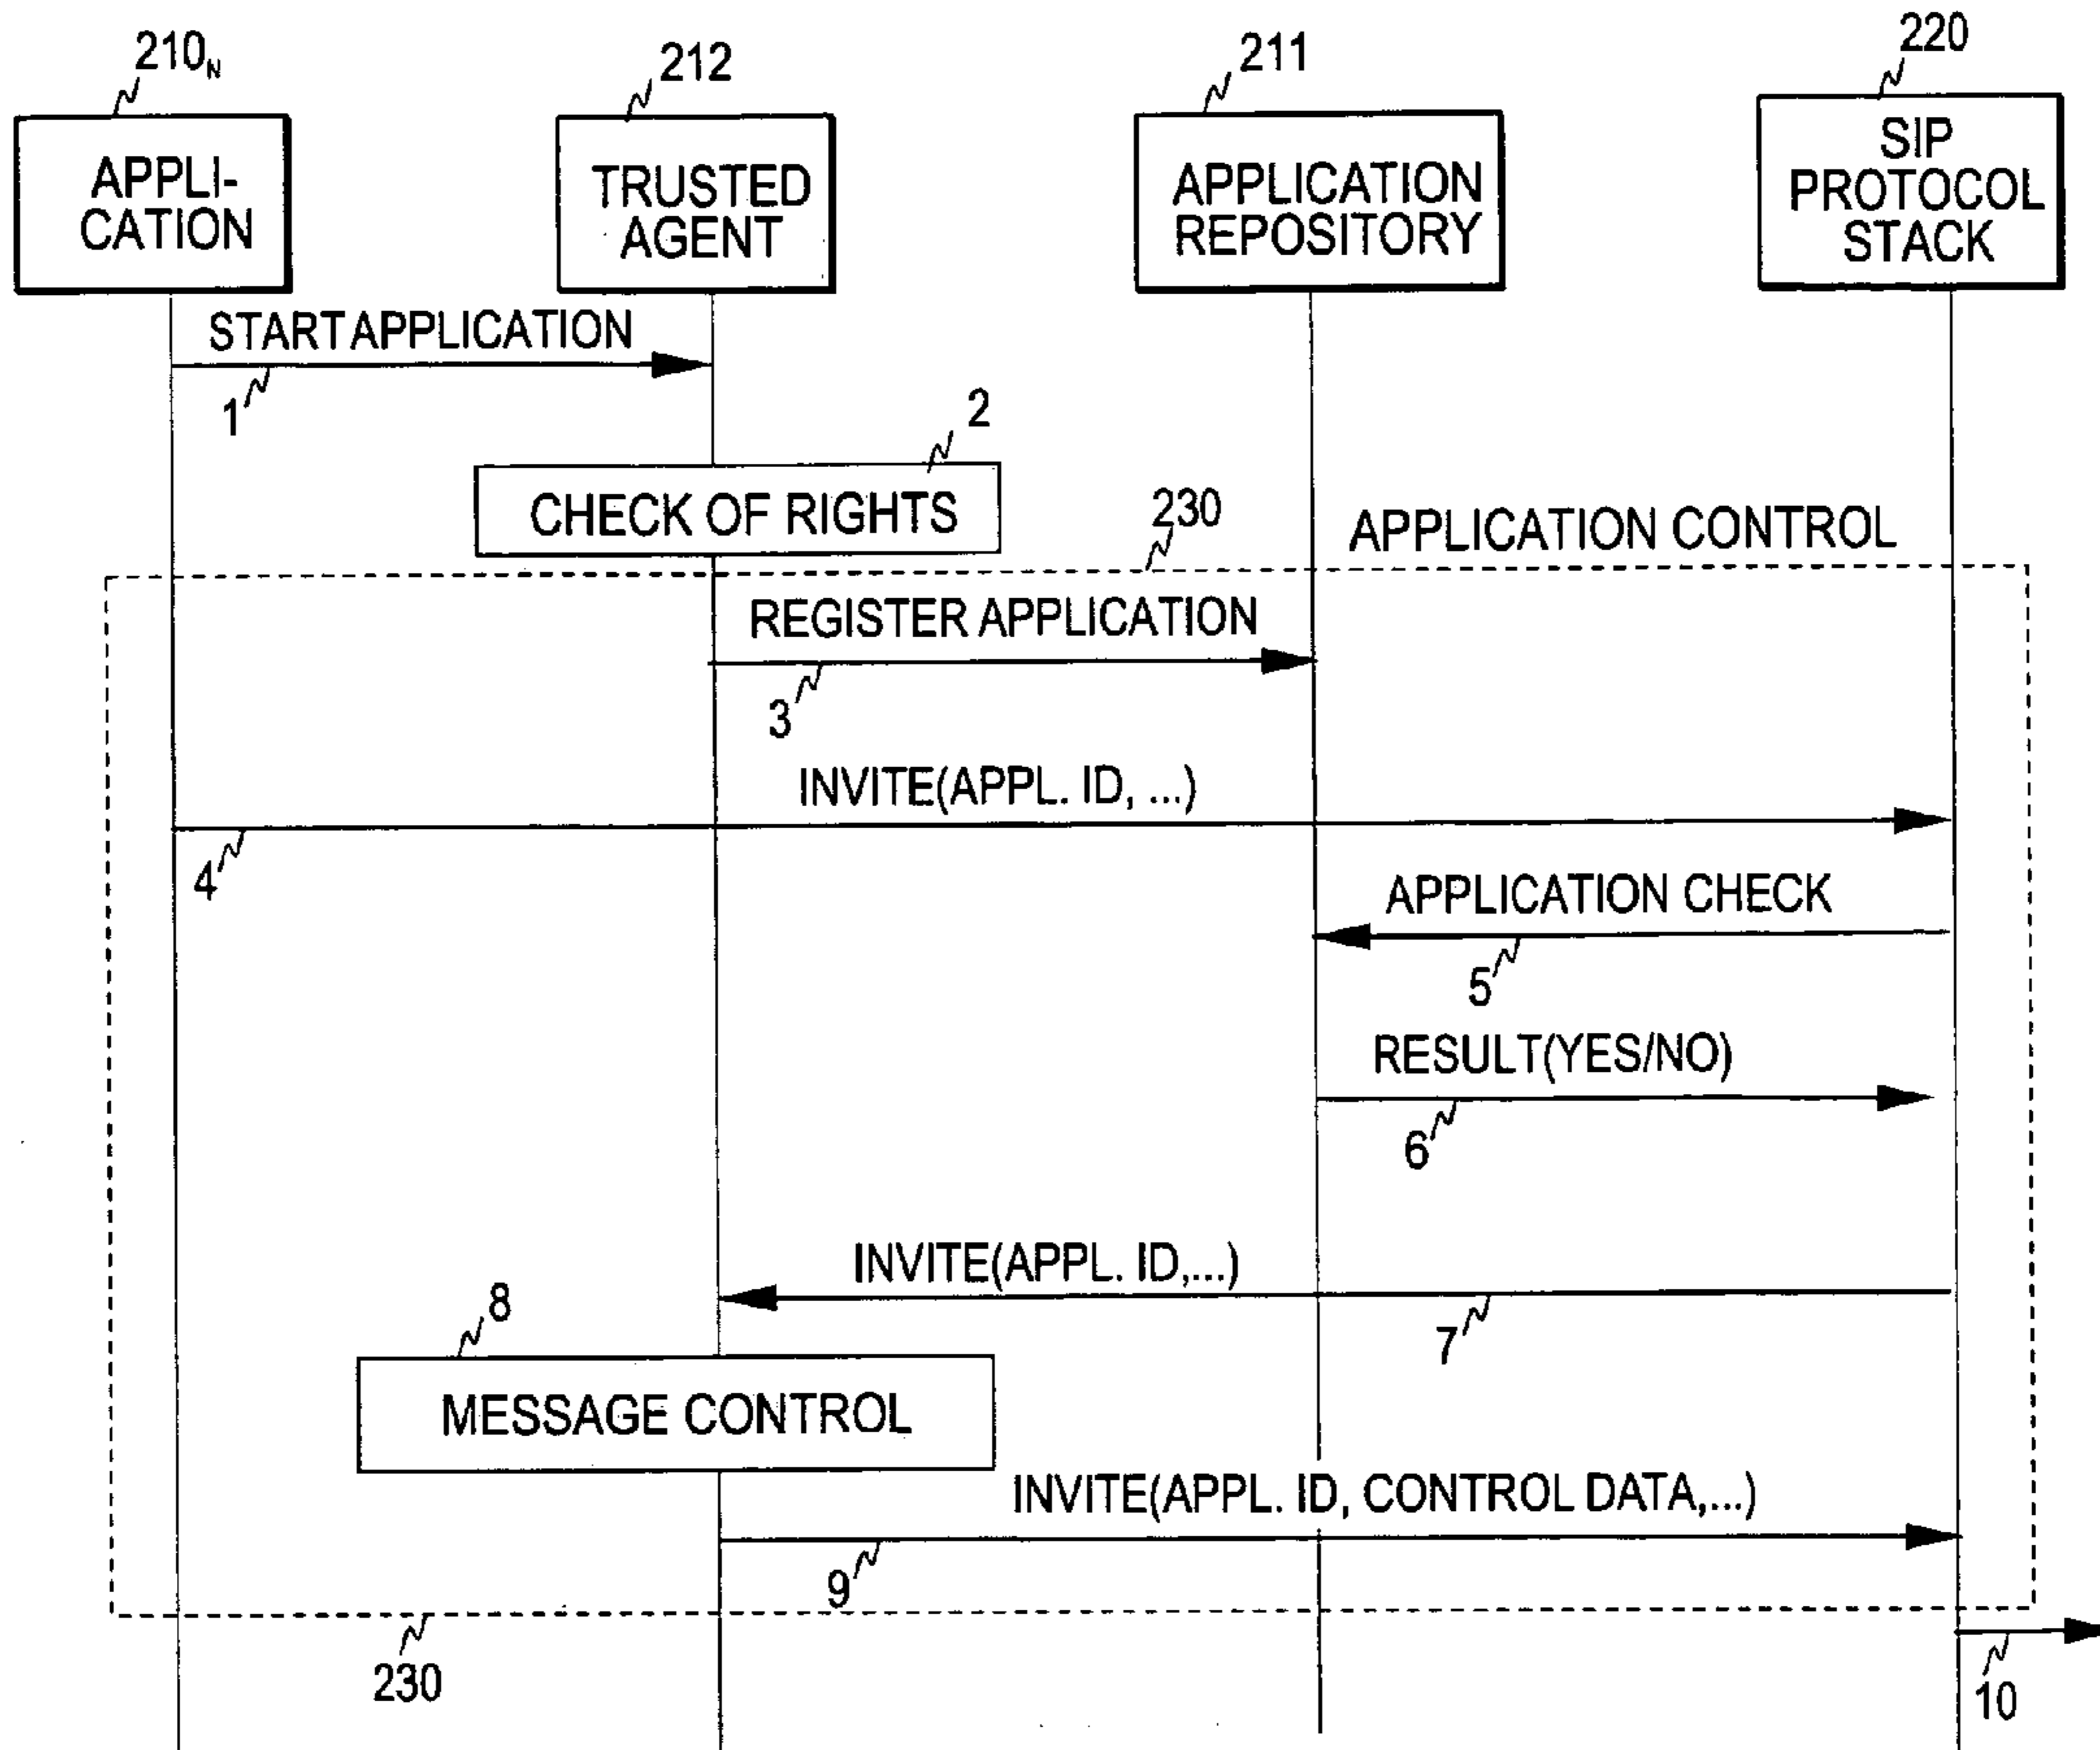 210N
212
211
220
APPLI-
CATION
TRUSTED
AGENT
APPLICATION
REPOSITORY
SIP
PROTOCOL
STACK
START APPLICATION
1
2
CHECK OF RIGHTS
230
APPLICATION CONTROL
REGISTER APPLICATION
3
INVITE(APPL. ID, ...)
4
APPLICATION CHECK
5
RESULT(YES/NO)
6
INVITE(APPL. ID,...)
7
8
MESSAGE CONTROL
INVITE(APPL. ID, CONTROL DATA,...)
9
230
10